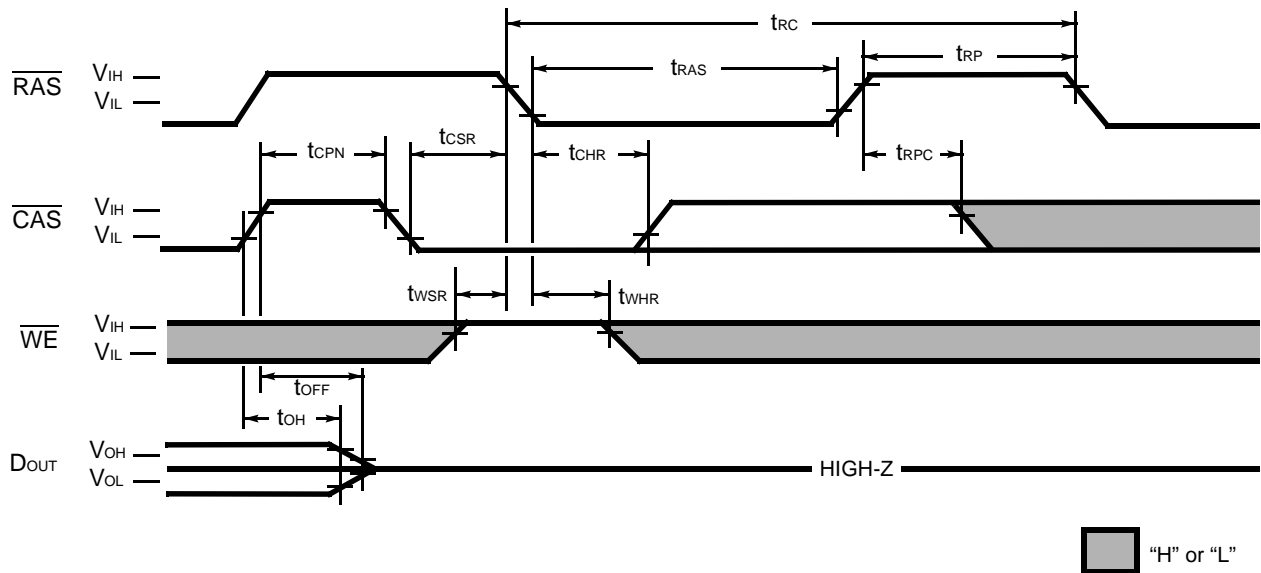 tRC
tRAS
tRP
RAS
VIH
VIL
tCPN
tCSR
tCHR
tRPC
CAS
VIH
VIL
tWSR
tWHR
WE
VIH
VIL
tOFF
tOH
DOUT
VOH
VOL
HIGH-Z
“H” or “L”